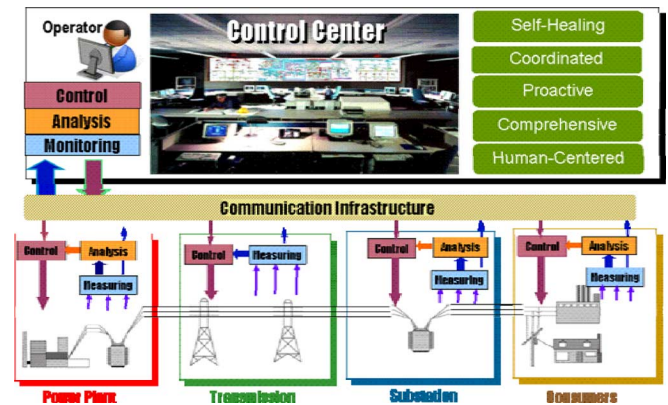 Operator
Control Center
Control
Analysis
Monitoring
Self-Healing
Coordinated
Proactive
Comprehensive
Human-Centered
Communication Infrastructure
Control
Analysis
Measuring
Control
Measuring
Control
Analysis
Measuring
Control
Analysis
Measuring
Power Plant
Transmission
Substation
Consumers